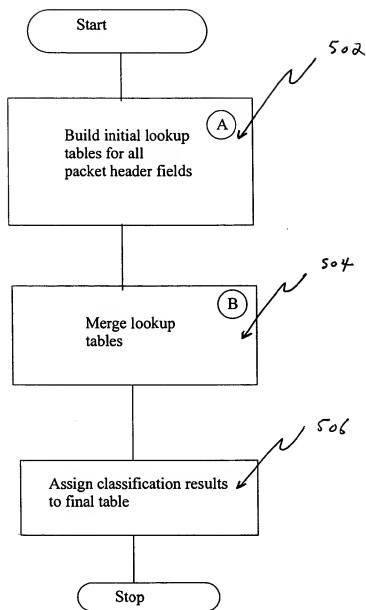 Start
502
A
Build initial lookup
tables for all
packet header fields
504
B
Merge lookup
tables
506
Assign classification results
to final table
Stop